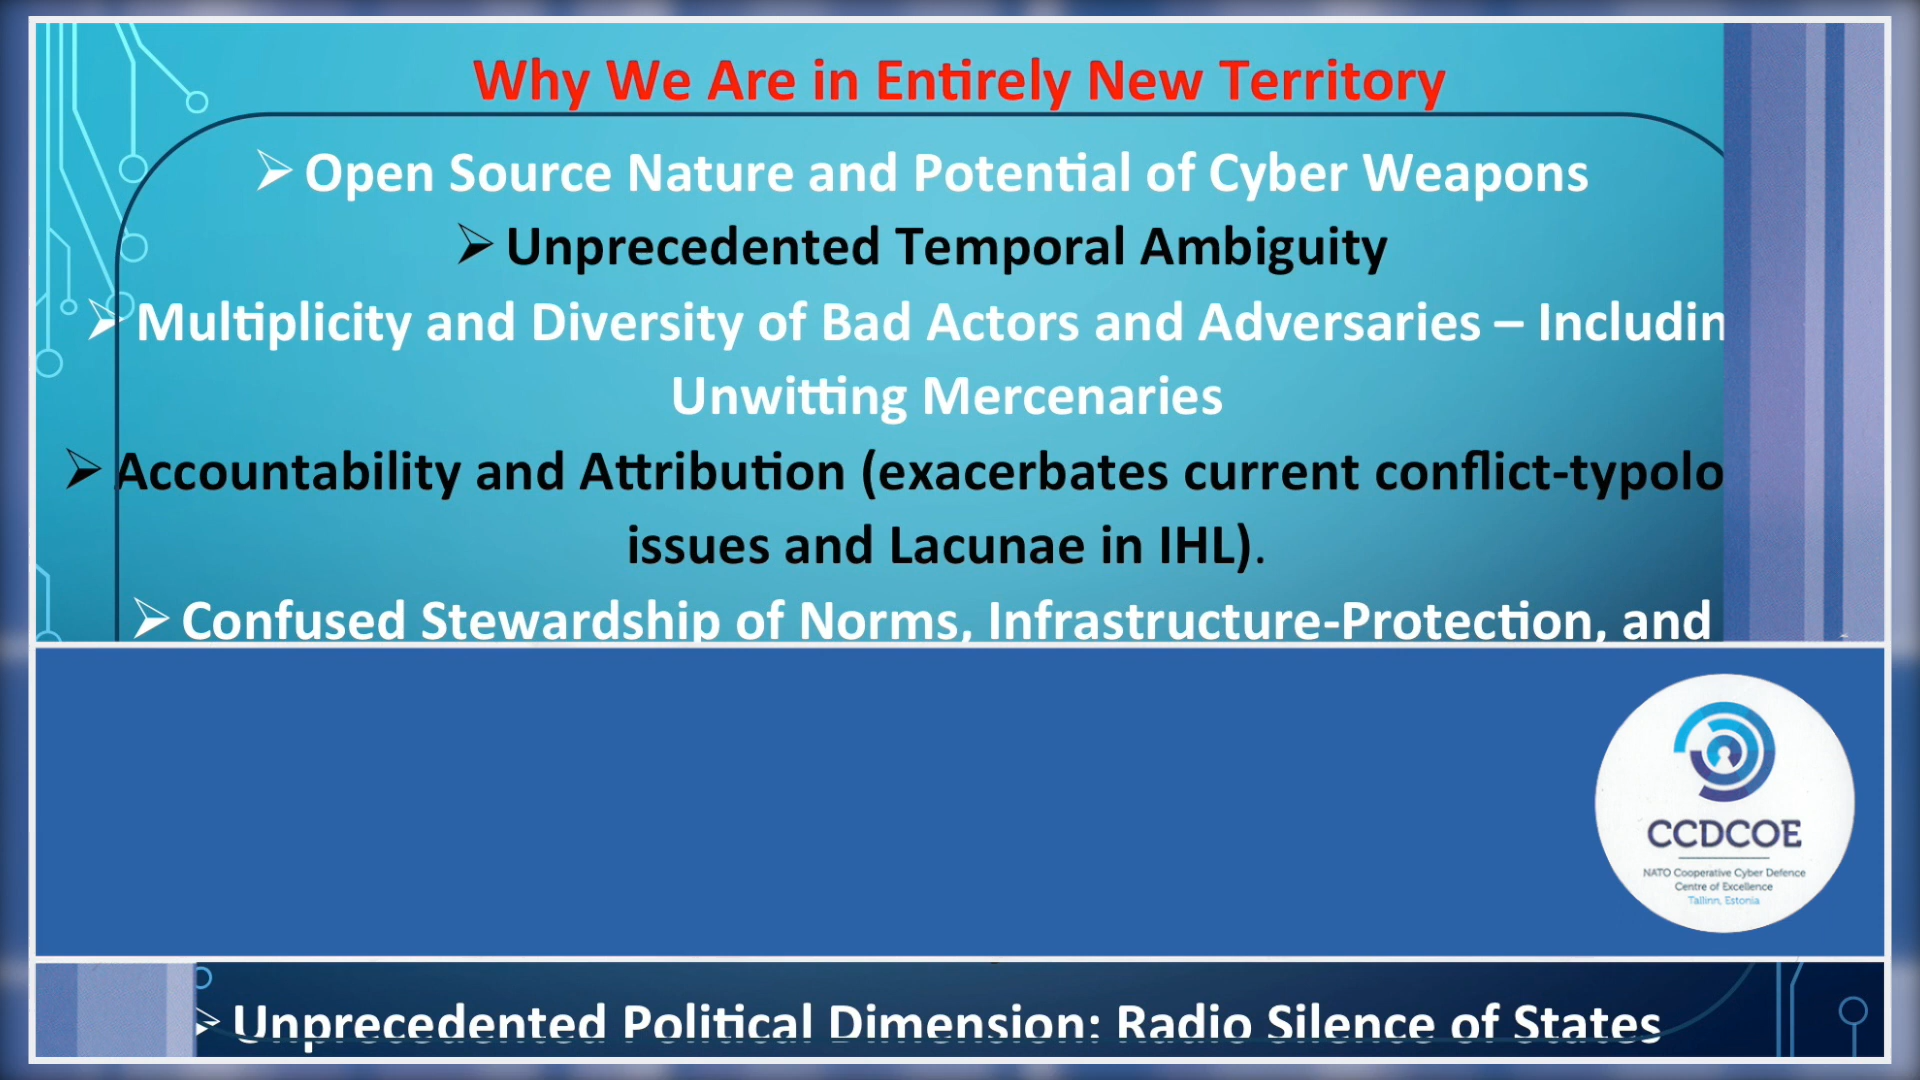 Why We Are in Entirely New Territory
➢ Open Source Nature and Potential of Cyber Weapons
➢ Unprecedented Temporal Ambiguity
➢ Multiplicity and Diversity of Bad Actors and Adversaries – Includin
Unwitting Mercenaries
➢ Accountability and Attribution (exacerbates current conflict-typolo
issues and Lacunae in IHL).
➢ Confused Stewardship of Norms, Infrastructure-Protection, and
CCDCOE
NATO Cooperative Cyber Defence
Centre of Excellence
Tallinn, Estonia
➢ Unprecedented Political Dimension: Radio Silence of States